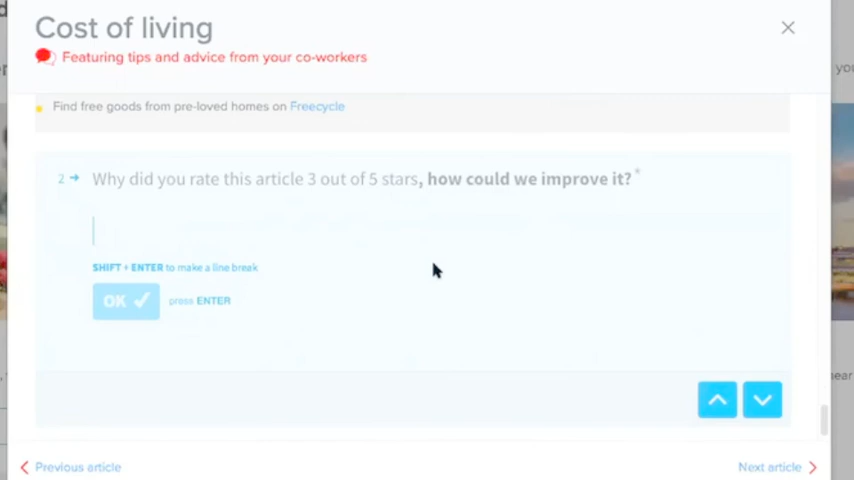 Cost of living
Featuring tips and advice from your co-workers
Find free goods from pre-loved homes on Freecycle
2 → Why did you rate this article 3 out of 5 stars, how could we improve it? *
SHIFT + ENTER to make a line break
OK ✓ press ENTER
Previous article
Next article